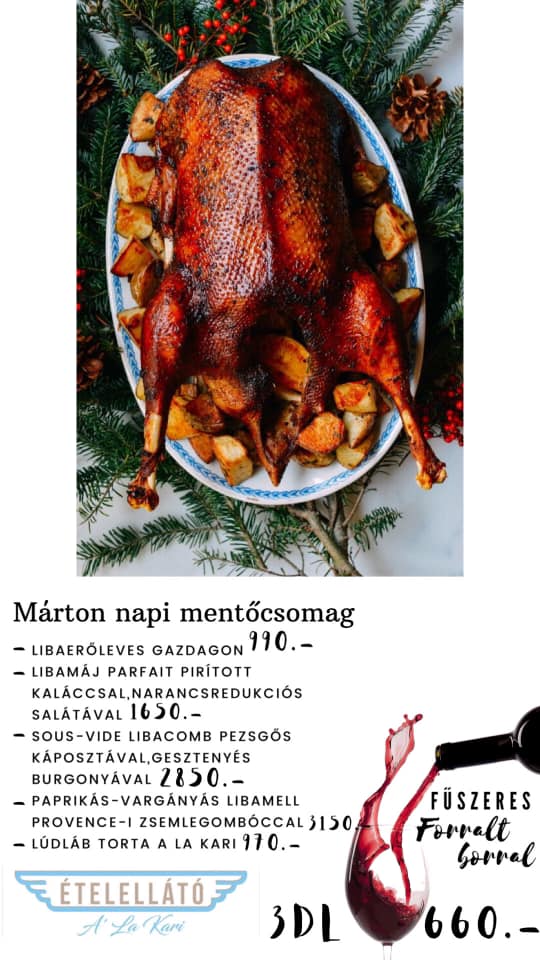 Márton napi mentőcsomag
– LIBAERŐLEVES GAZDAGON 990.–
– LIBAMÁJ PARFAIT PIRÍTOTT
KALÁCCSAL,NARANCSREDUKCIÓS
SALÁTÁVAL 1650.–
– SOUS-VIDE LIBACOMB PEZSGŐS
KÁPOSZTÁVAL,GESZTENYÉS
BURGONYÁVAL 2850.–
– PAPRIKÁS-VARGÁNYÁS LIBAMELL
PROVENCE-I ZSEMLEGOMBÓCCAL 3150.–
– LÚDLÁB TORTA A LA KARI 970.–
FŰSZERES
Forralt
borral
3DL 660.–
ÉTELELLÁTÓ
A' La Kari